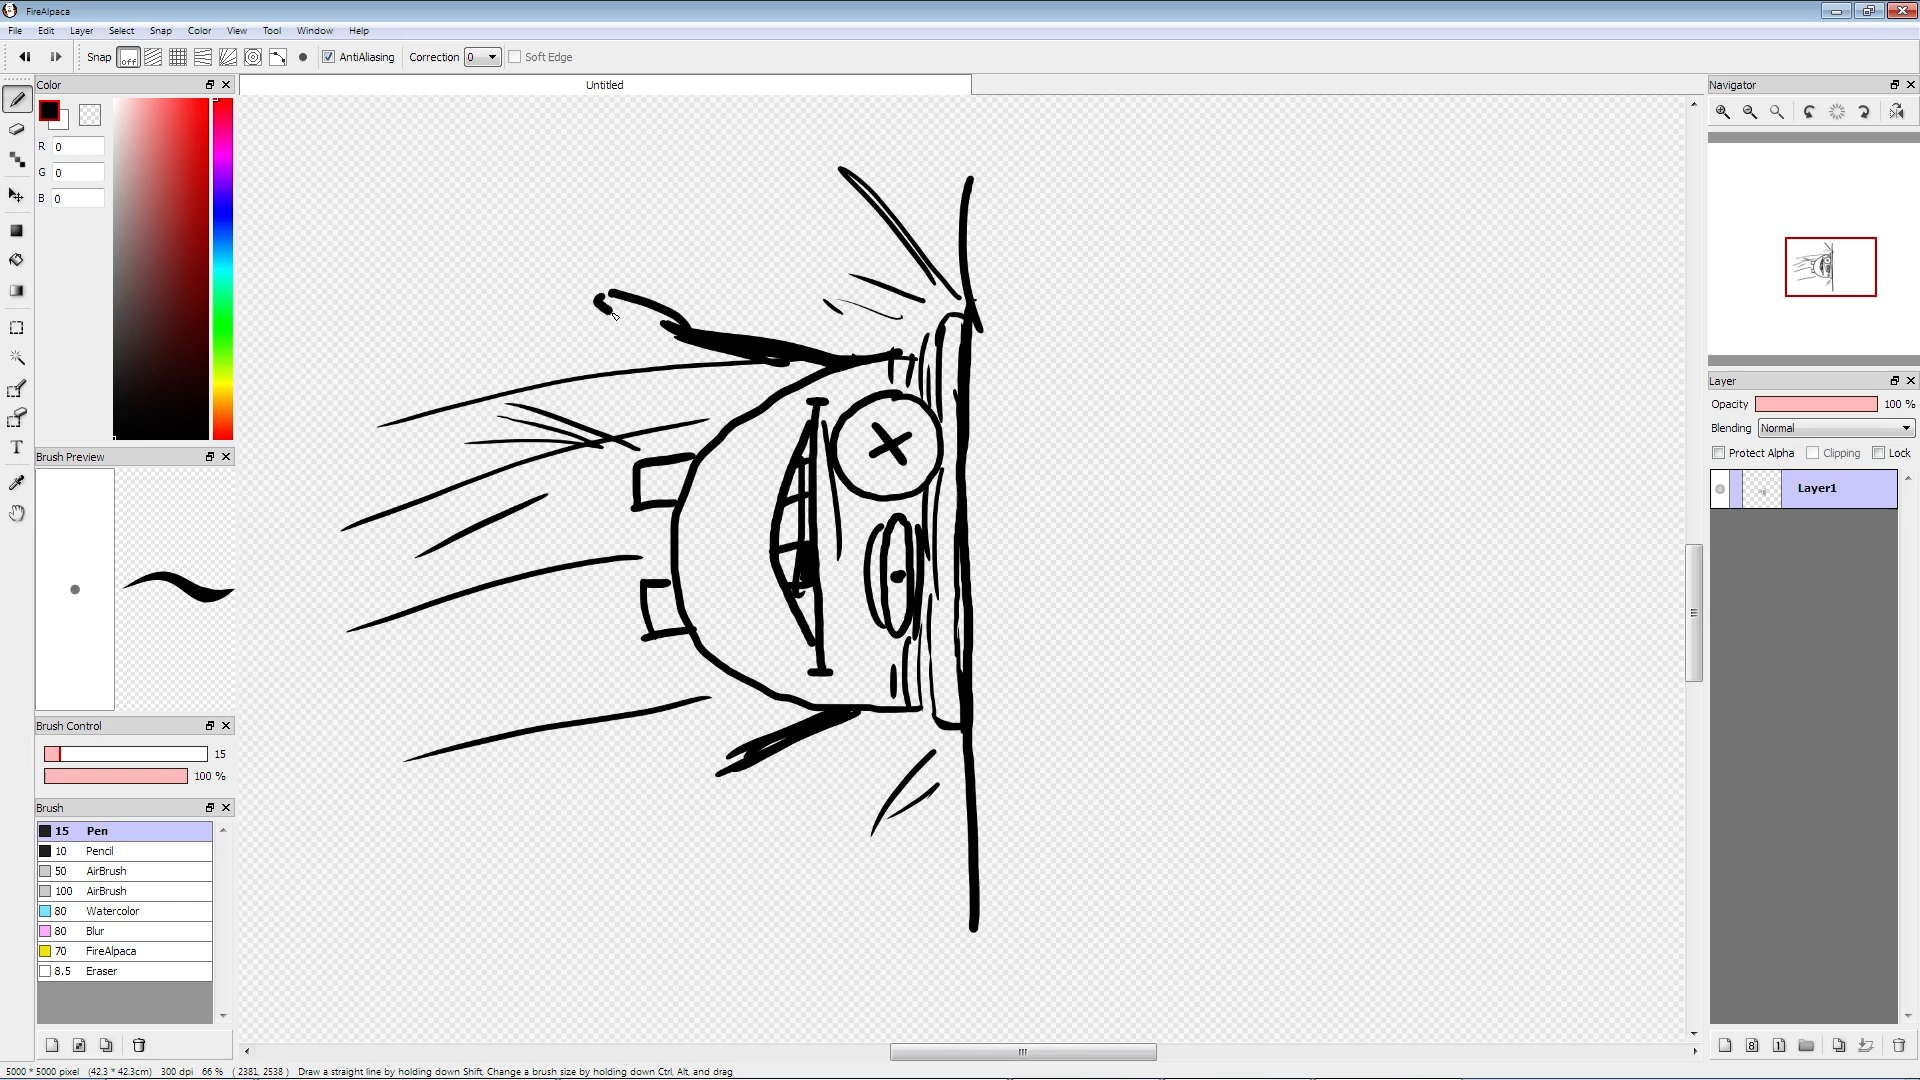 FireAlpaca
File Edit Layer Select Snap Color View Tool Window Help
Snap off AntiAliasing Correction 0 Soft Edge
Color
Untitled
Navigator
R 0
G 0
B 0
T
Layer
Opacity 100 %
Blending Normal
Protect Alpha Clipping Lock
Layer1
Brush Preview
Brush Control
15
100 %
Brush
15 Pen
10 Pencil
50 AirBrush
100 AirBrush
80 Watercolor
80 Blur
70 FireAlpaca
8.5 Eraser
8 1
5000 * 5000 pixel (42.3 * 42.3cm) 300 dpi 66 % ( 2381, 2538 ) Draw a straight line by holding down Shift, Change a brush size by holding down Ctrl, Alt, and drag